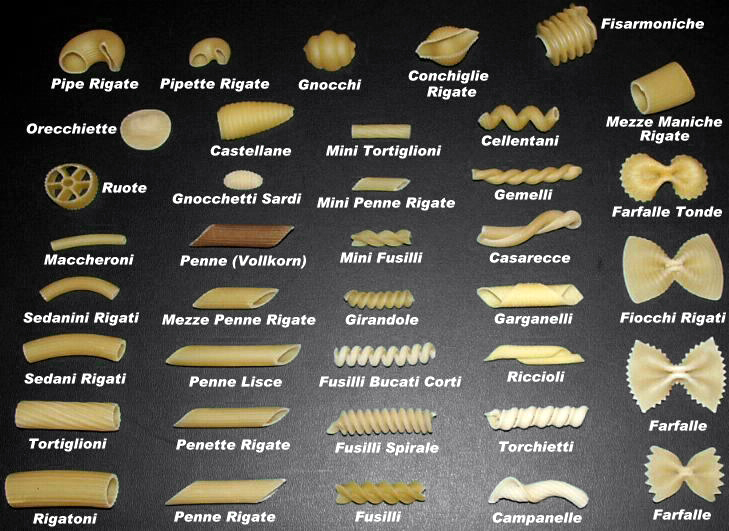 Fisarmoniche
Pipe Rigate
Pipette Rigate
Gnocchi
Conchiglie
Rigate
Mezze Maniche
Rigate
Orecchiette
Castellane
Mini Tortiglioni
Cellentani
Ruote
Gnocchetti Sardi
Mini Penne Rigate
Gemelli
Farfalle Tonde
Maccheroni
Penne (Vollkorn)
Mini Fusilli
Casarecce
Sedanini Rigati
Mezze Penne Rigate
Girandole
Garganelli
Fiocchi Rigati
Sedani Rigati
Penne Lisce
Fusilli Bucati Corti
Riccioli
Farfalle
Tortiglioni
Penette Rigate
Fusilli Spirale
Torchietti
Rigatoni
Penne Rigate
Fusilli
Campanelle
Farfalle